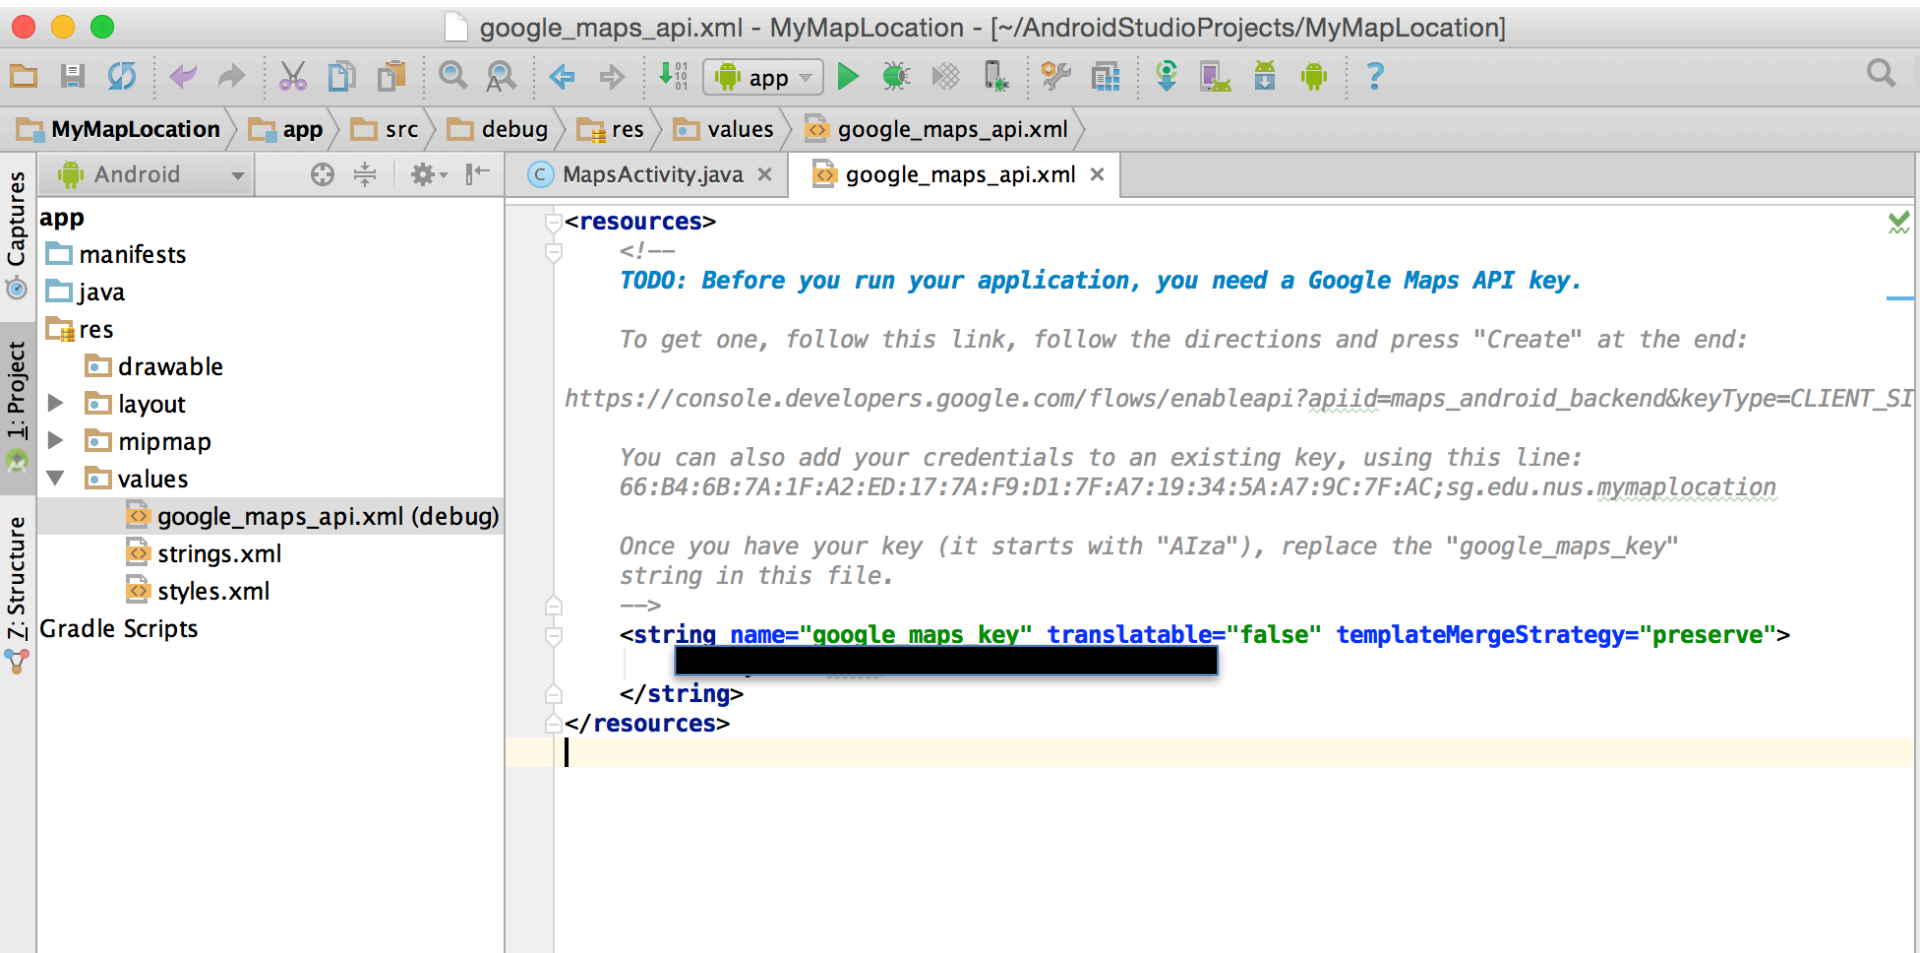 google_maps_api.xml - MyMapLocation - [~/AndroidStudioProjects/MyMapLocation]
app
MyMapLocation app src debug res values google_maps_api.xml
Android
MapsActivity.java google_maps_api.xml
Captures
1: Project
7: Structure
app
manifests
java
res
drawable
layout
mipmap
values
google_maps_api.xml (debug)
strings.xml
styles.xml
Gradle Scripts
<resources>
<!--
TODO: Before you run your application, you need a Google Maps API key.
To get one, follow this link, follow the directions and press "Create" at the end:
https://console.developers.google.com/flows/enableapi?apiid=maps_android_backend&keyType=CLIENT_SI
You can also add your credentials to an existing key, using this line:
66:B4:6B:7A:1F:A2:ED:17:7A:F9:D1:7F:A7:19:34:5A:A7:9C:7F:AC;sg.edu.nus.mymaplocation
Once you have your key (it starts with "AIza"), replace the "google_maps_key"
string in this file.
-->
<string name="google_maps_key" translatable="false" templateMergeStrategy="preserve">
</string>
</resources>